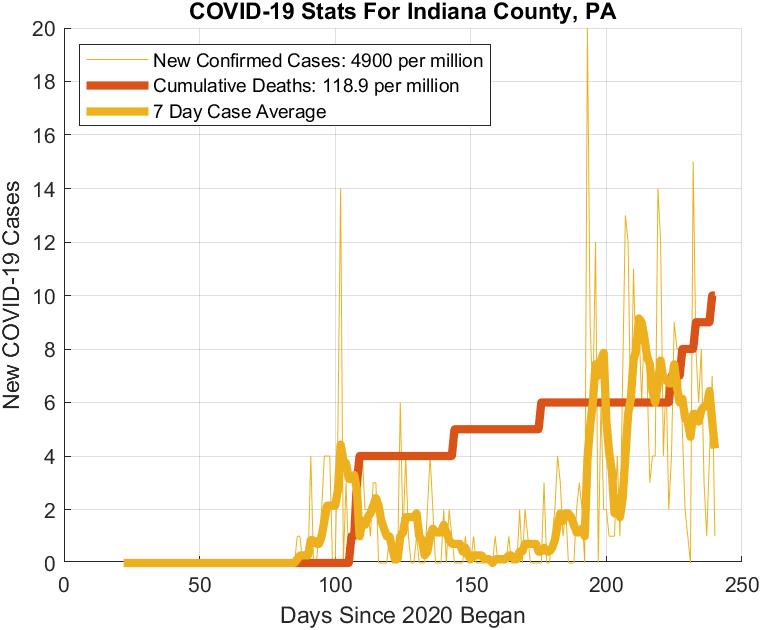 COVID-19 Stats For Indiana County, PA
New Confirmed Cases: 4900 per million
Cumulative Deaths: 118.9 per million
7 Day Case Average
New COVID-19 Cases
20
18
16
14
12
10
8
6
4
2
0
0 50 100 150 200 250
Days Since 2020 Began